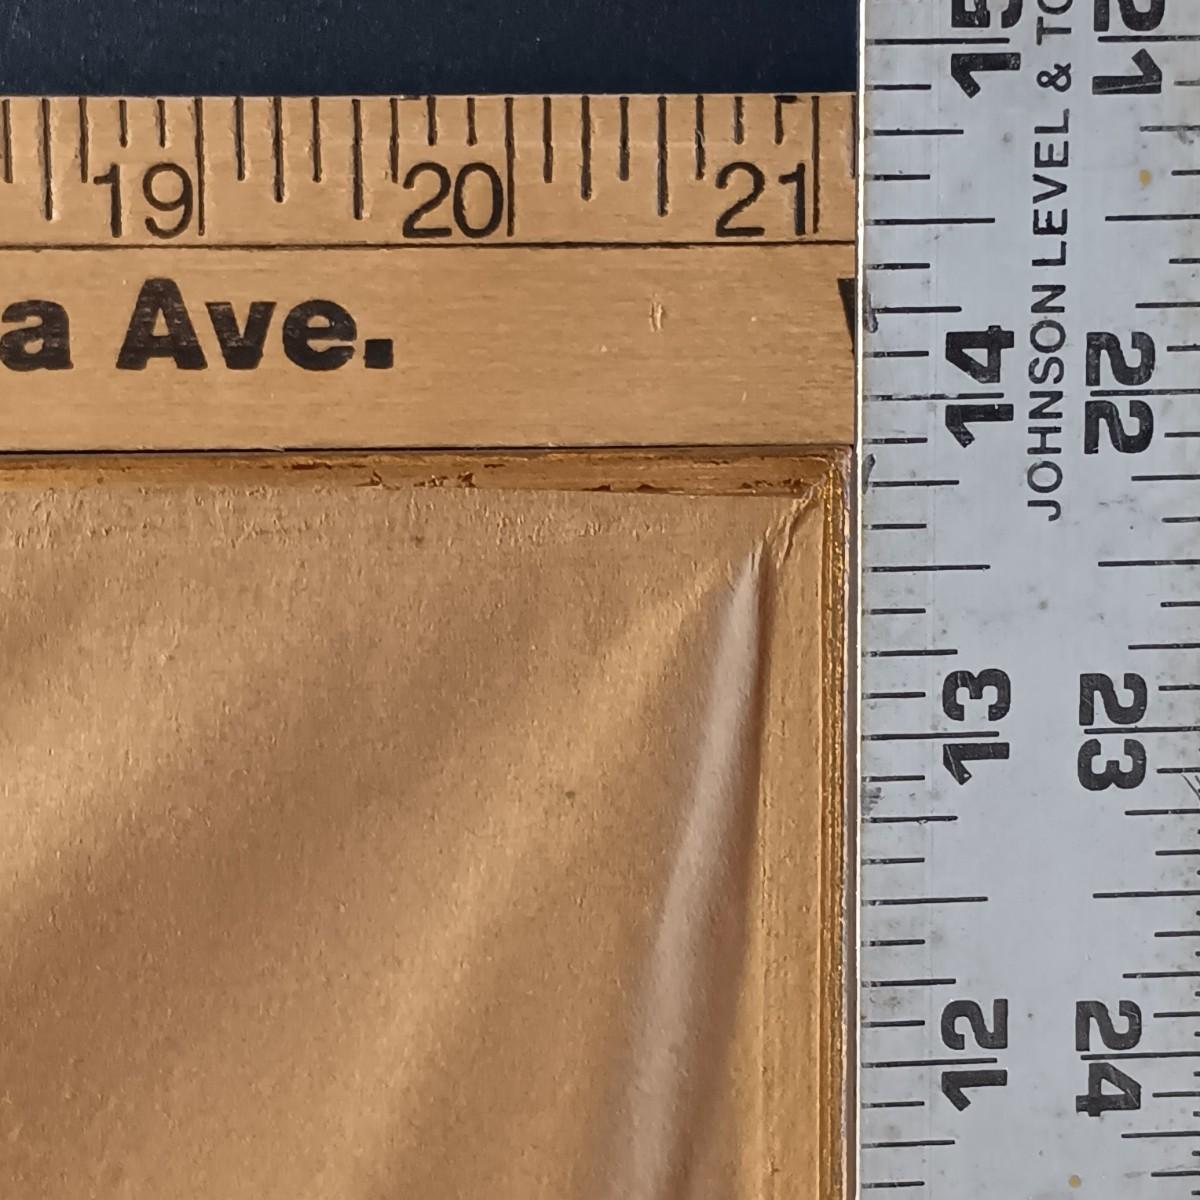 19 20 21
a Ave.
15 14 13 12
JOHNSON LEVEL & TO
21 22 23 24